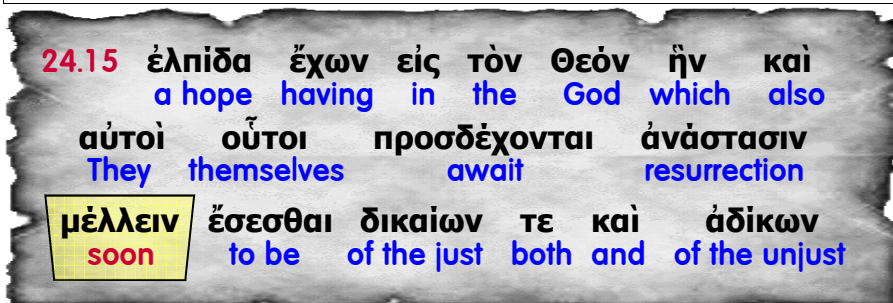 24.15 ἐλπίδα ἔχων εἰς τὸν Θεόν ἣν καὶ
a hope having in the God which also
αὐτοὶ οὗτοι προσδέχονται ἀνάστασιν
They themselves await resurrection
μέλλειν ἔσεσθαι δικαίων τε καὶ ἀδίκων
soon to be of the just both and of the unjust